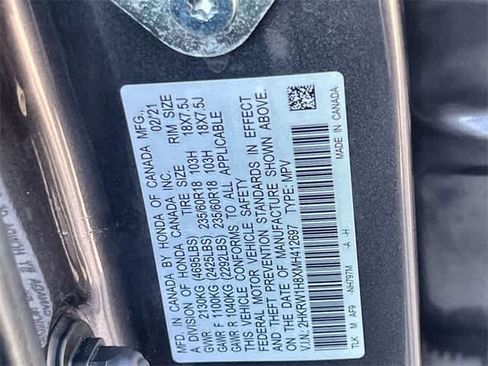 MFD. IN CANADA BY HONDA OF CANADA MFG.,
A DIVISION OF HONDA CANADA INC. 02/21
TIRE SIZE RIM SIZE
GVWR 2130KG (4695LBS)
GAWR F 1100KG (2425LBS) 235/60R18 103H 18X7.5J
GAWR R 1040KG (2292LBS) 235/60R18 103H 18X7.5J
THIS VEHICLE CONFORMS TO ALL APPLICABLE
FEDERAL MOTOR VEHICLE SAFETY
AND THEFT PREVENTION STANDARDS IN EFFECT
ON THE DATE OF MANUFACTURE SHOWN ABOVE.
V.I.N.: 2HKRW1H8XMH412697 TYPE: MPV
-A -H
TLK M AF9 -NH797M MADE IN CANADA